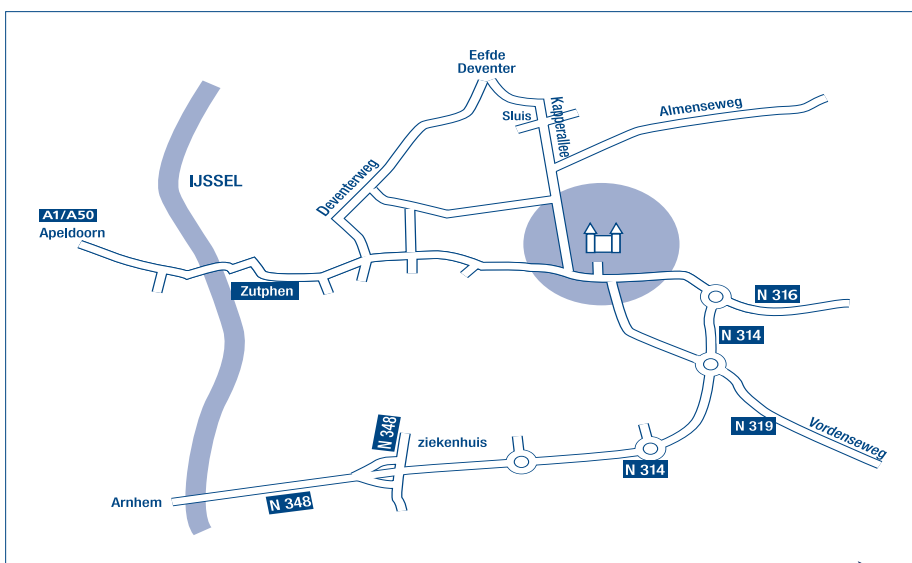 Eefde
Deventer
Kapperallee
Almenseweg
Sluis
Deventerweg
IJSSEL
A1/A50
Apeldoorn
Zutphen
N 316
N 314
N 319
Vordenseweg
N 348
ziekenhuis
N 314
Arnhem
N 348